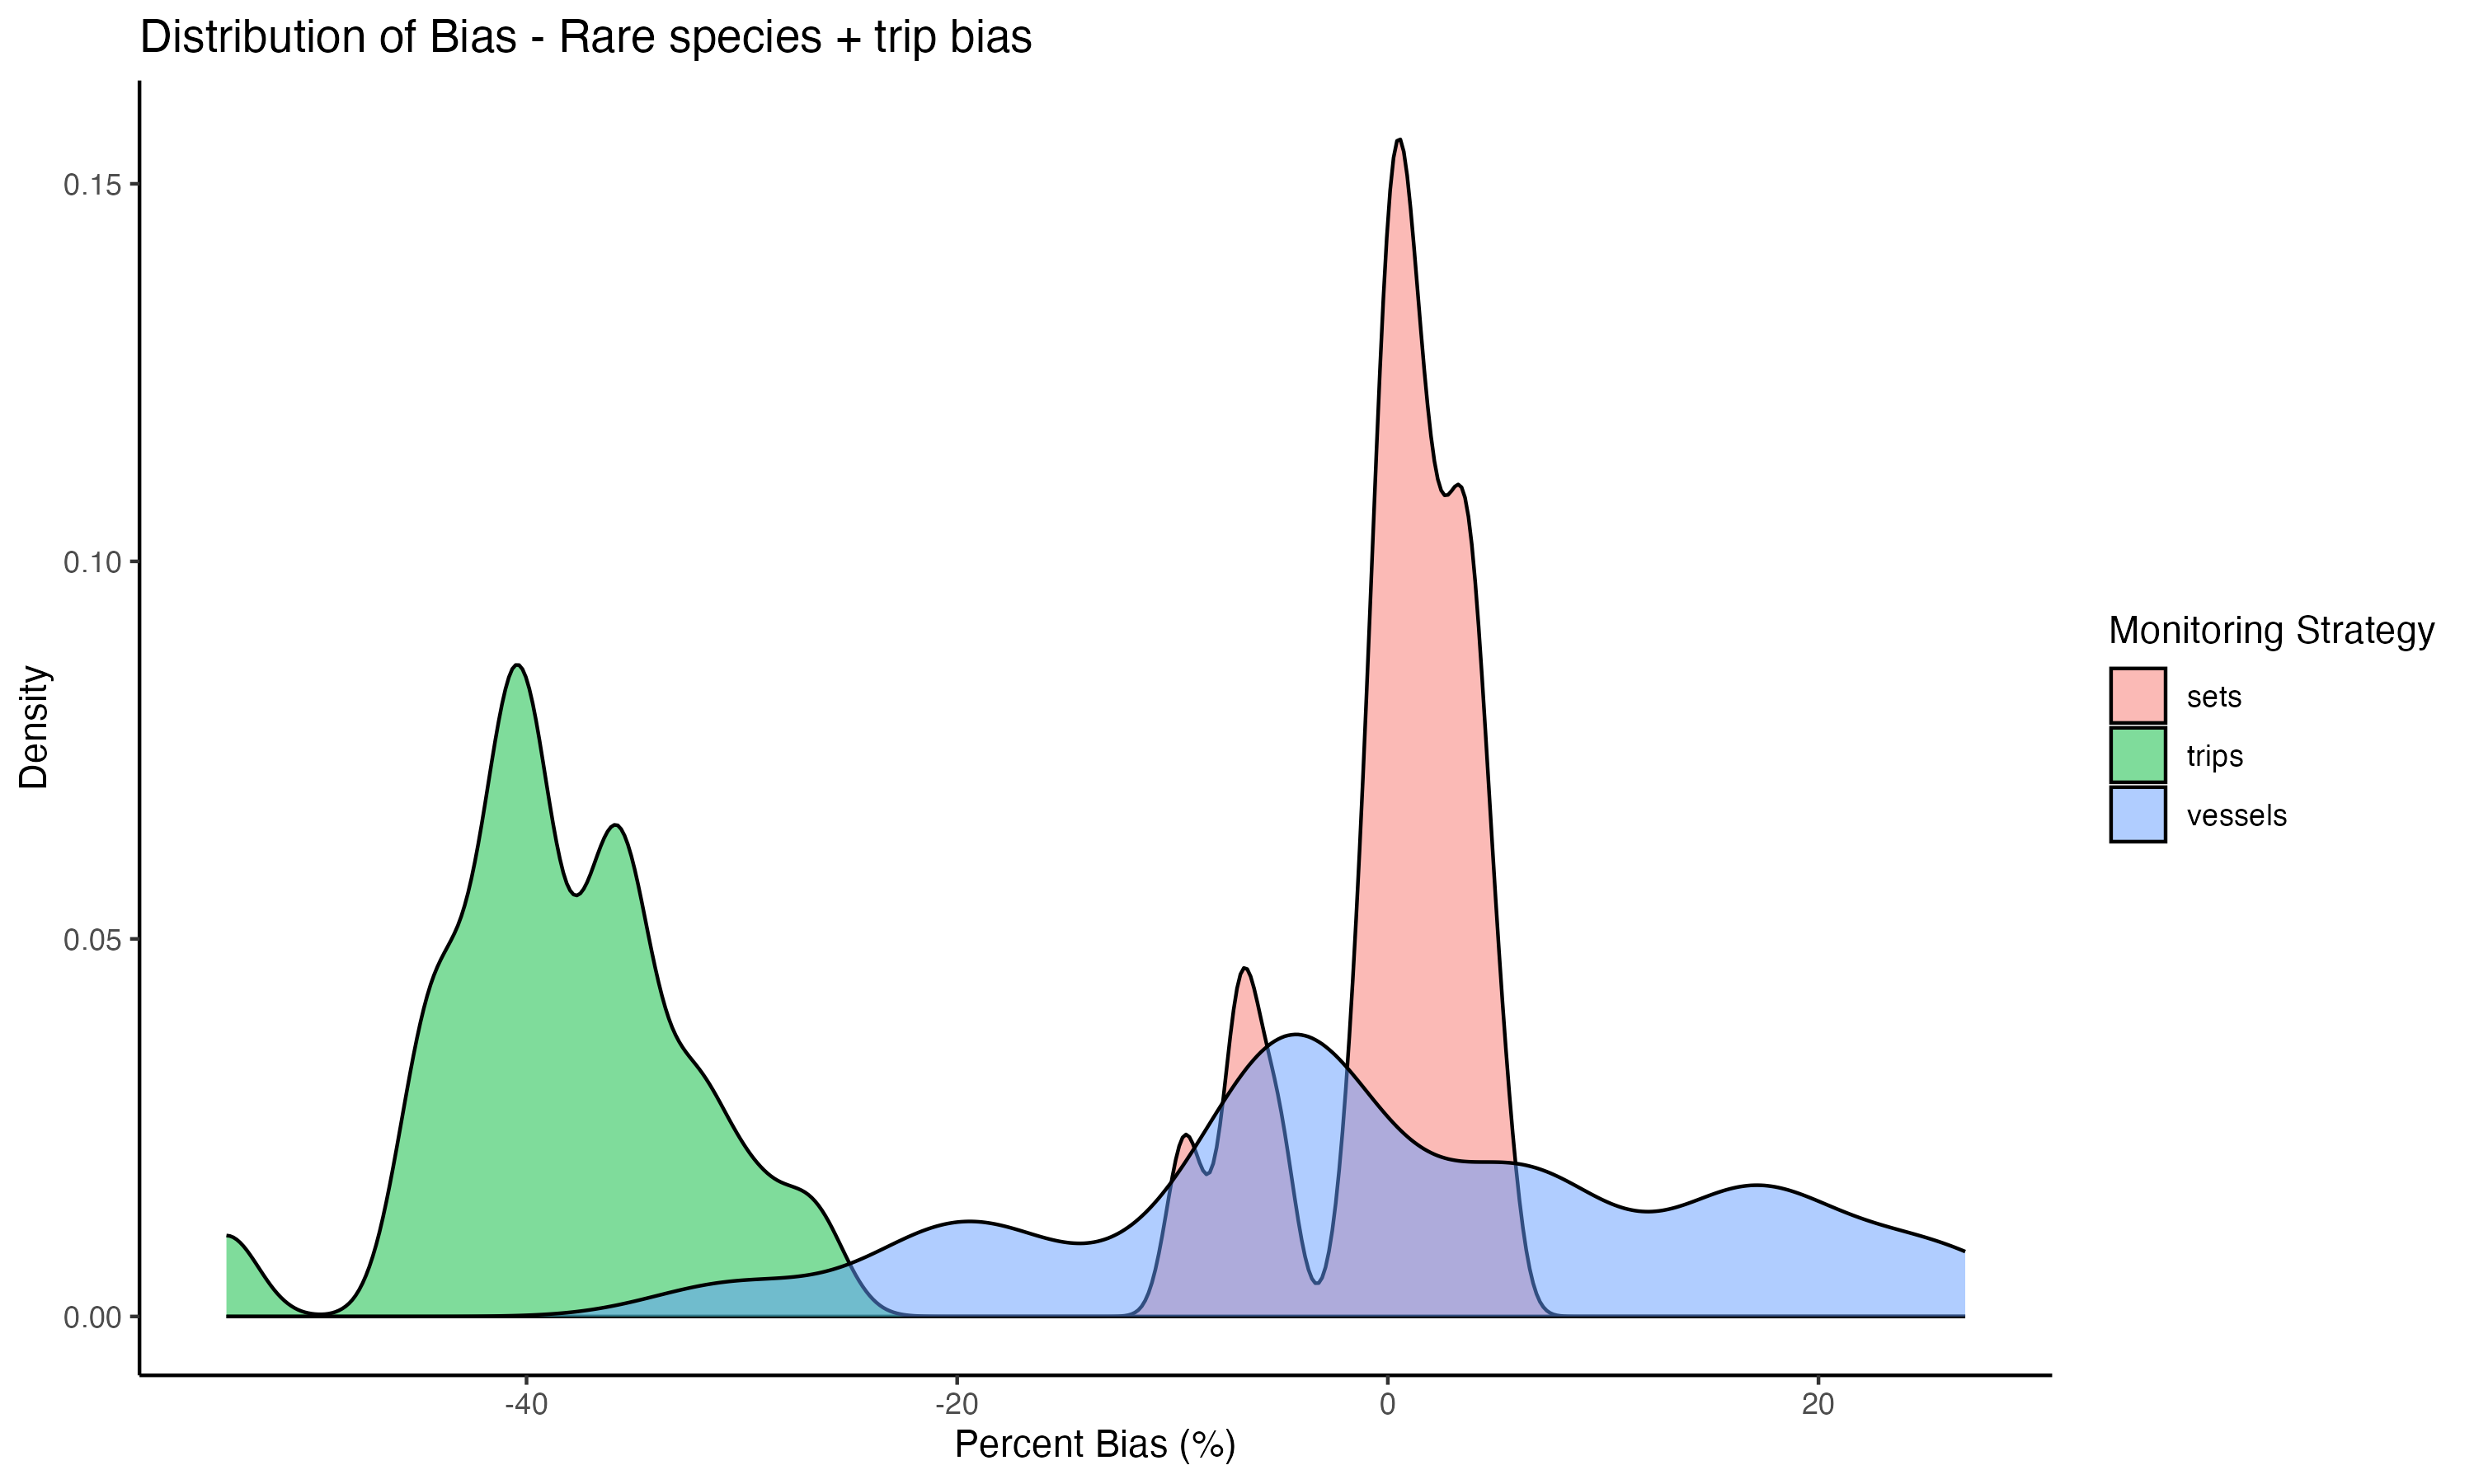 Distribution of Bias - Rare species + trip bias
0.15
0.10
0.05
0.00
Density
-40
-20
0
20
Percent Bias (%)
Monitoring Strategy
sets
trips
vessels